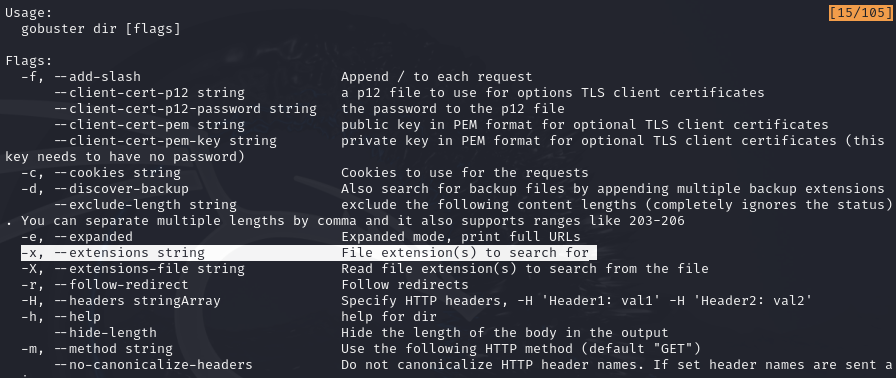 Usage:
[15/105]
gobuster dir [flags]
Flags:
-f, --add-slash Append / to each request
--client-cert-p12 string a p12 file to use for options TLS client certificates
--client-cert-p12-password string the password to the p12 file
--client-cert-pem string public key in PEM format for optional TLS client certificates
--client-cert-pem-key string private key in PEM format for optional TLS client certificates (this
key needs to have no password)
-c, --cookies string Cookies to use for the requests
-d, --discover-backup Also search for backup files by appending multiple backup extensions
--exclude-length string exclude the following content lengths (completely ignores the status)
. You can separate multiple lengths by comma and it also supports ranges like 203-206
-e, --expanded Expanded mode, print full URLs
-x, --extensions string File extension(s) to search for
-X, --extensions-file string Read file extension(s) to search from the file
-r, --follow-redirect Follow redirects
-H, --headers stringArray Specify HTTP headers, -H 'Header1: val1' -H 'Header2: val2'
-h, --help help for dir
--hide-length Hide the length of the body in the output
-m, --method string Use the following HTTP method (default "GET")
--no-canonicalize-headers Do not canonicalize HTTP header names. If set header names are sent a